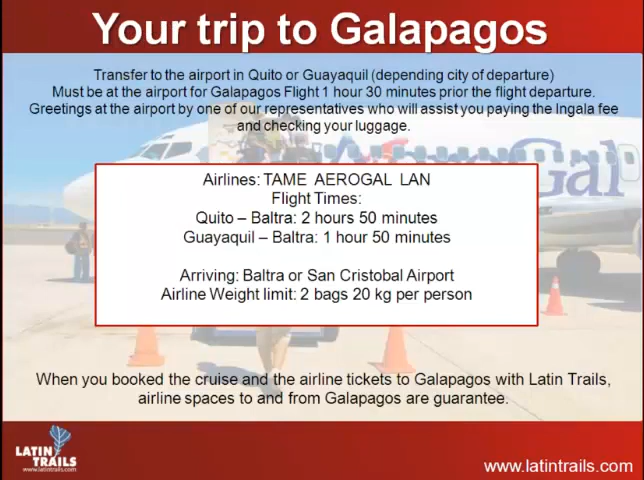 Your trip to Galapagos
Transfer to the airport in Quito or Guayaquil (depending city of departure)
Must be at the airport for Galapagos Flight 1 hour 30 minutes prior the flight departure.
Greetings at the airport by one of our representatives who will assist you paying the Ingala fee
and checking your luggage.
Airlines: TAME AEROGAL LAN
Flight Times:
Quito – Baltra: 2 hours 50 minutes
Guayaquil – Baltra: 1 hour 50 minutes
Arriving: Baltra or San Cristobal Airport
Airline Weight limit: 2 bags 20 kg per person
When you booked the cruise and the airline tickets to Galapagos with Latin Trails,
airline spaces to and from Galapagos are guarantee.
LATIN
TRAILS
www.latintrails.com
www.latintrails.com